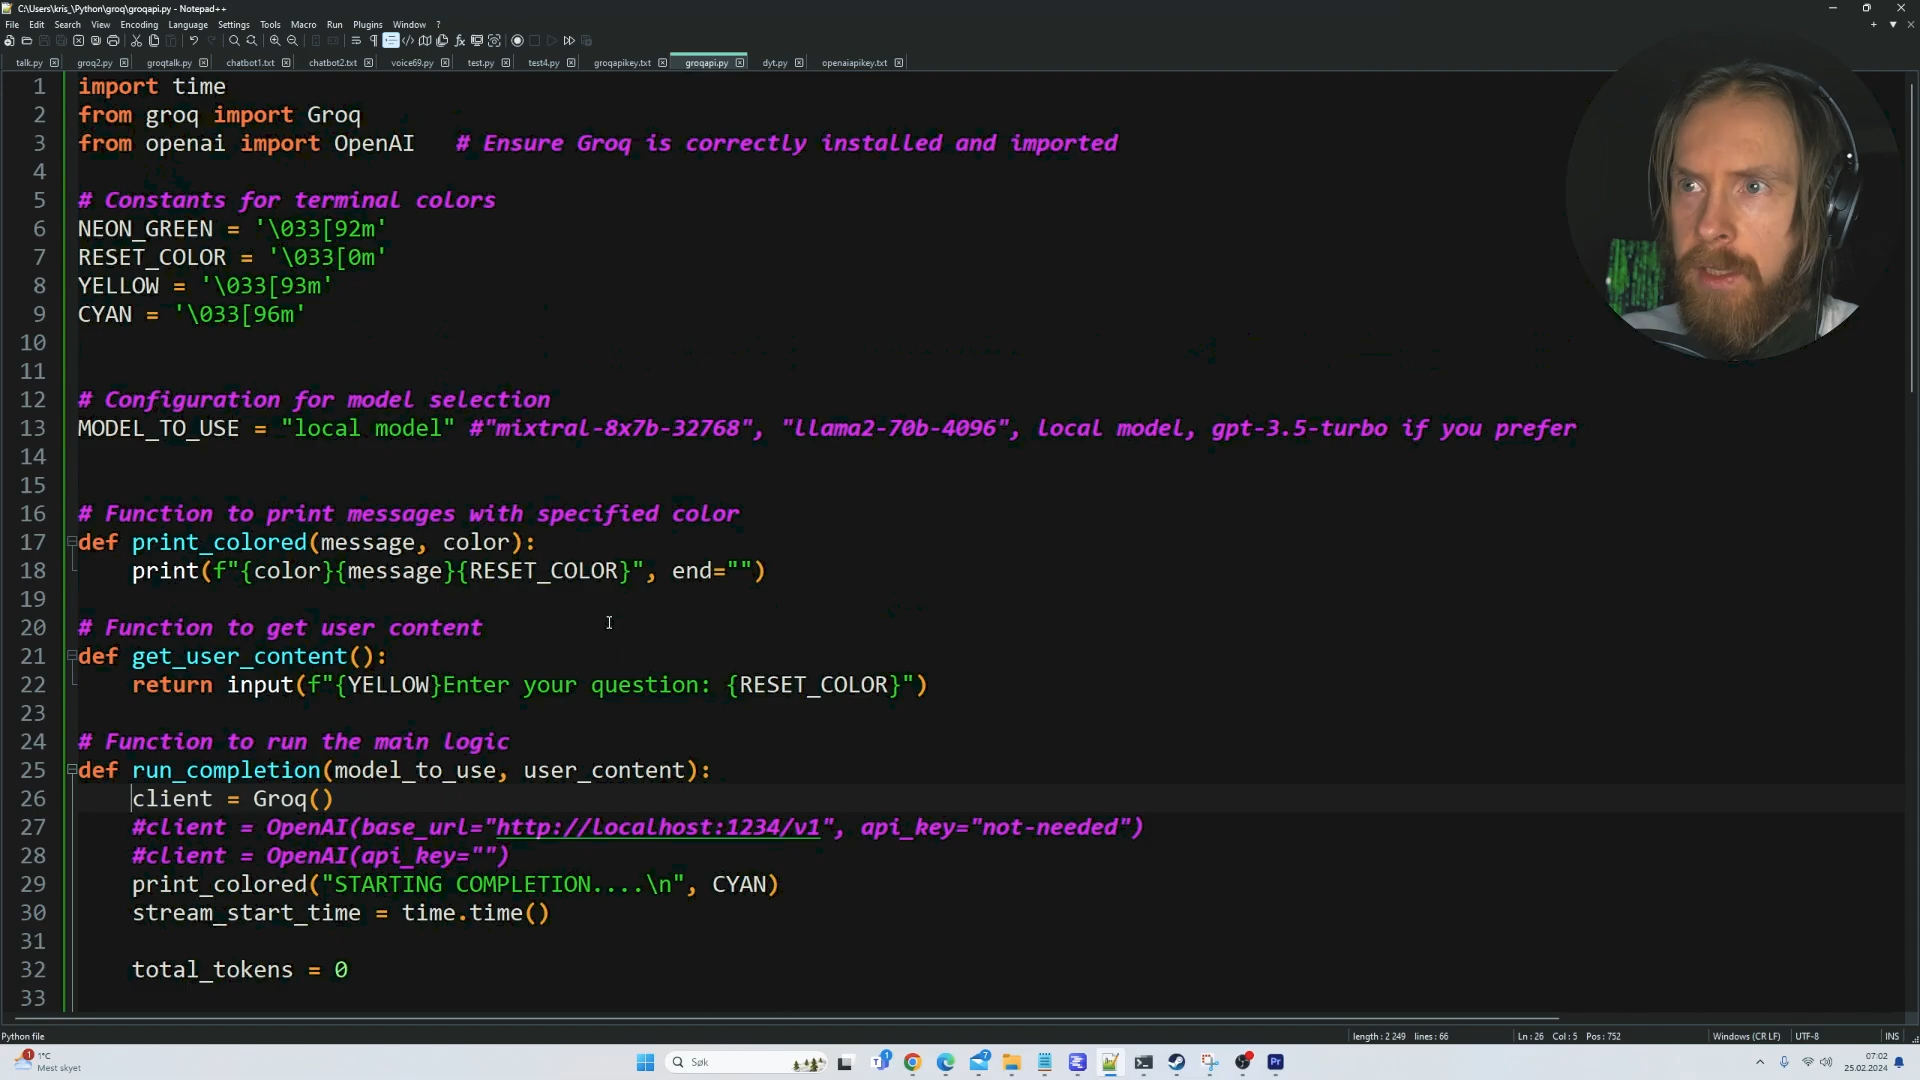 C:\Users\kris_\Python\groq\groqapi.py - Notepad++
File Edit Search View Encoding Language Settings Tools Macro Run Plugins Window ?
talk.py groq2.py groqtalk.py chatbot1.txt chatbot2.txt voice69.py test.py test4.py groqapikey.txt groqapi.py dyt.py openaiapikey.txt
1 import time
2 from groq import Groq
3 from openai import OpenAI # Ensure Groq is correctly installed and imported
4
5 # Constants for terminal colors
6 NEON_GREEN = '\033[92m'
7 RESET_COLOR = '\033[0m'
8 YELLOW = '\033[93m'
9 CYAN = '\033[96m'
10
11
12 # Configuration for model selection
13 MODEL_TO_USE = "local model" #"mixtral-8x7b-32768", "llama2-70b-4096", local model, gpt-3.5-turbo if you prefer
14
15
16 # Function to print messages with specified color
17 def print_colored(message, color):
18 print(f"{color}{message}{RESET_COLOR}", end="")
19
20 # Function to get user content
21 def get_user_content():
22 return input(f"{YELLOW}Enter your question: {RESET_COLOR}")
23
24 # Function to run the main logic
25 def run_completion(model_to_use, user_content):
26 client = Groq()
27 #client = OpenAI(base_url="http://localhost:1234/v1", api_key="not-needed")
28 #client = OpenAI(api_key="")
29 print_colored("STARTING COMPLETION....\n", CYAN)
30 stream_start_time = time.time()
31
32 total_tokens = 0
33
Python file length : 2 249 lines : 66 Ln : 26 Col : 5 Pos : 752 Windows (CR LF) UTF-8 INS
1°C
Mest skyet
Søk
07:02
25.02.2024